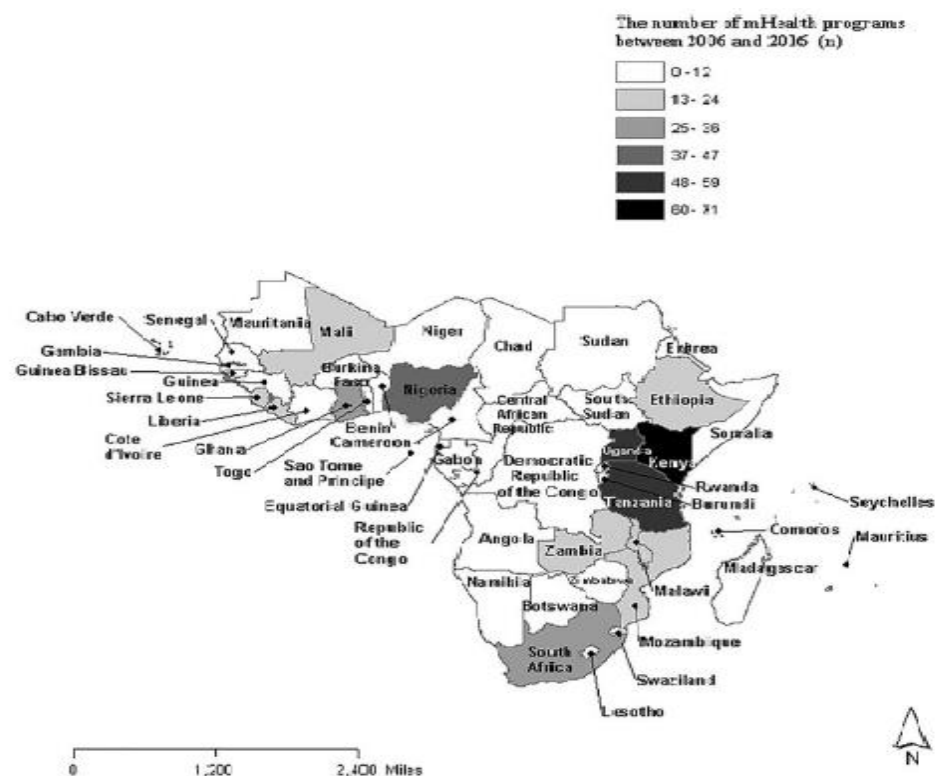 The number of mHealth programs
between 2006 and 2016 (n)
0 - 12
13 - 24
25 - 36
37 - 47
48 - 59
60 - 71
Cabo Verde
Senegal
Mauritania
Mali
Niger
Chad
Sudan
Eritrea
Gambia
Guinea Bissau
Guinea
Sierra Leone
Liberia
Cote
d'Ivoire
Ghana
Togo
Burkina
Faso
Nigeria
Benin
Cameroon
Central
African Republic
South
Sudan
Ethiopia
Somalia
Sao Tome
and Principe
Equatorial Guinea
Gabon
Republic
of the
Congo
Democratic
Republic
of the Congo
Uganda
Kenya
Rwanda
Burundi
Tanzania
Seychelles
Comoros
Mauritius
Angola
Zambia
Malawi
Madagascar
Namibia
Zimbabwe
Botswana
Mozambique
South
Africa
Swaziland
Lesotho
0 1,200 2,400 Miles
N